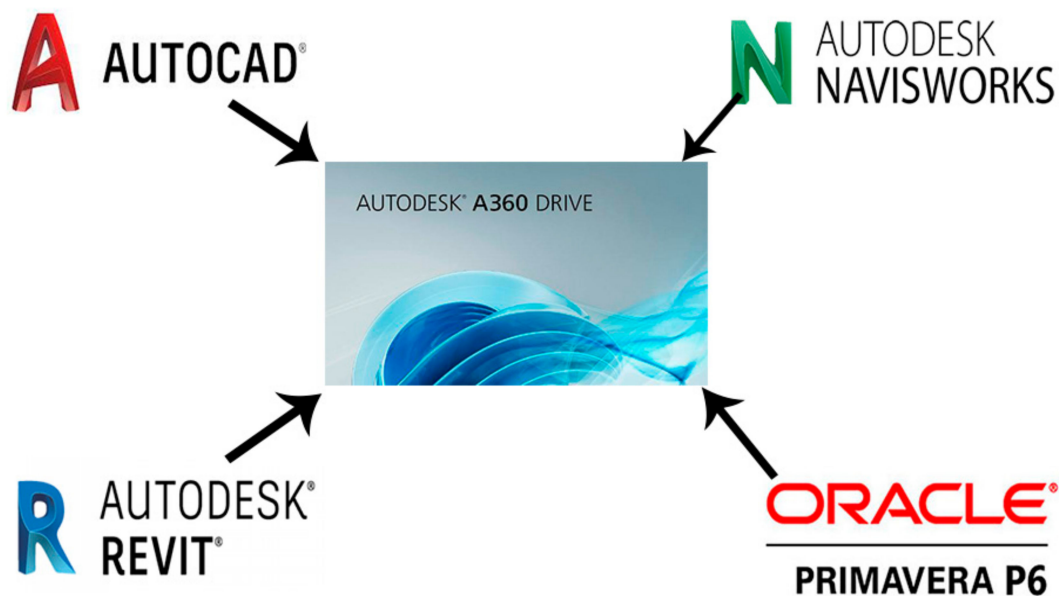 AUTOCAD®
AUTODESK
NAVISWORKS
AUTODESK® A360 DRIVE
AUTODESK®
REVIT®
ORACLE®
PRIMAVERA P6